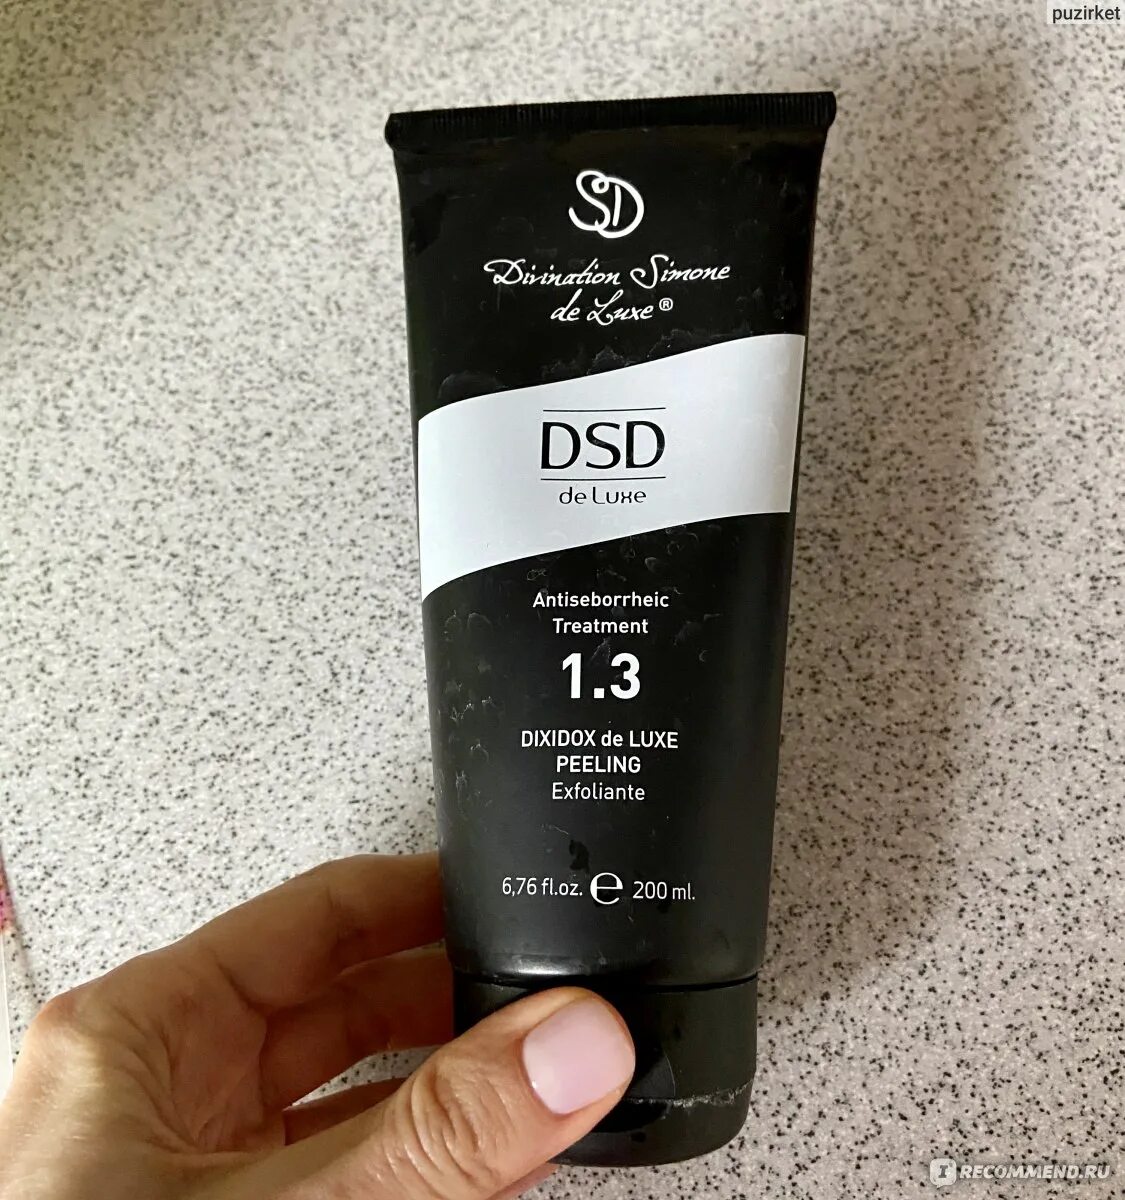 puzirket
SD
Divination Simone
de Luxe®
DSD
de Luxe
Antiseborrheic
Treatment
1.3
DIXIDOX de LUXE
PEELING
Exfoliante
6,76 fl.oz. e 200 ml.
IRECOMMEND.RU